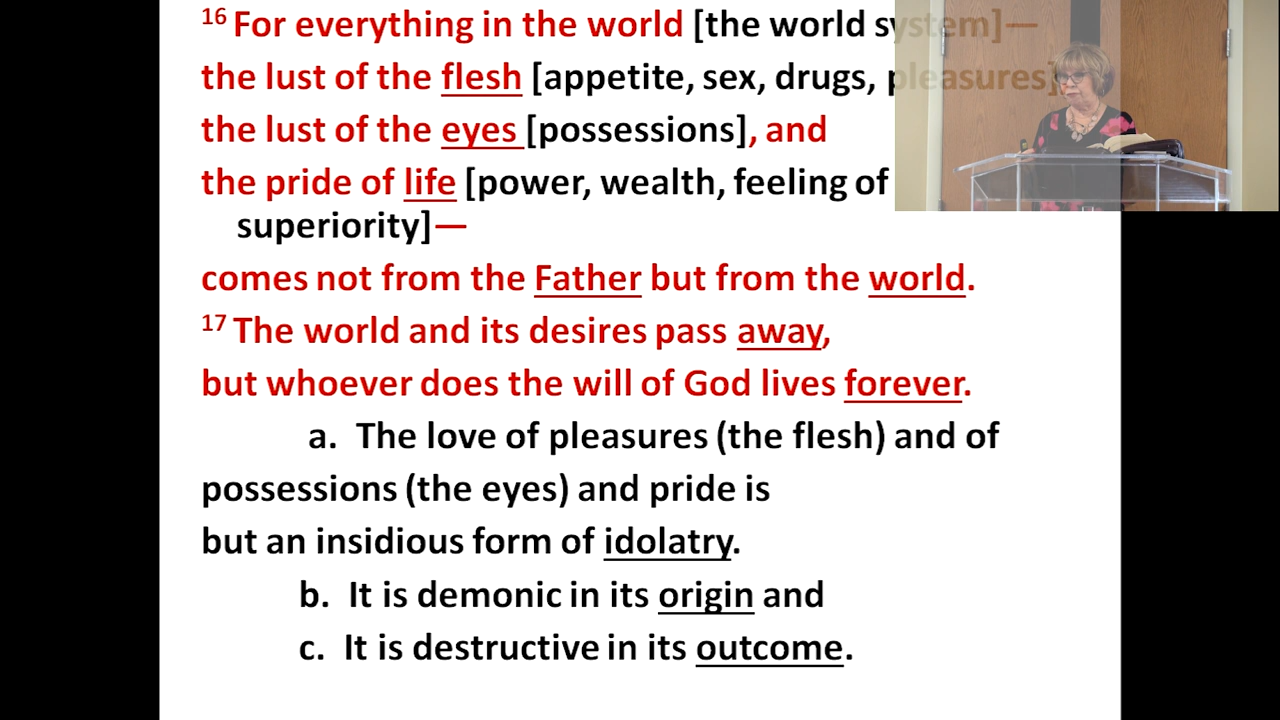 16 For everything in the world [the world system]—
the lust of the flesh [appetite, sex, drugs, pleasures],
the lust of the eyes [possessions], and
the pride of life [power, wealth, feeling of
superiority]—
comes not from the Father but from the world.
17 The world and its desires pass away,
but whoever does the will of God lives forever.
a. The love of pleasures (the flesh) and of
possessions (the eyes) and pride is
but an insidious form of idolatry.
b. It is demonic in its origin and
c. It is destructive in its outcome.